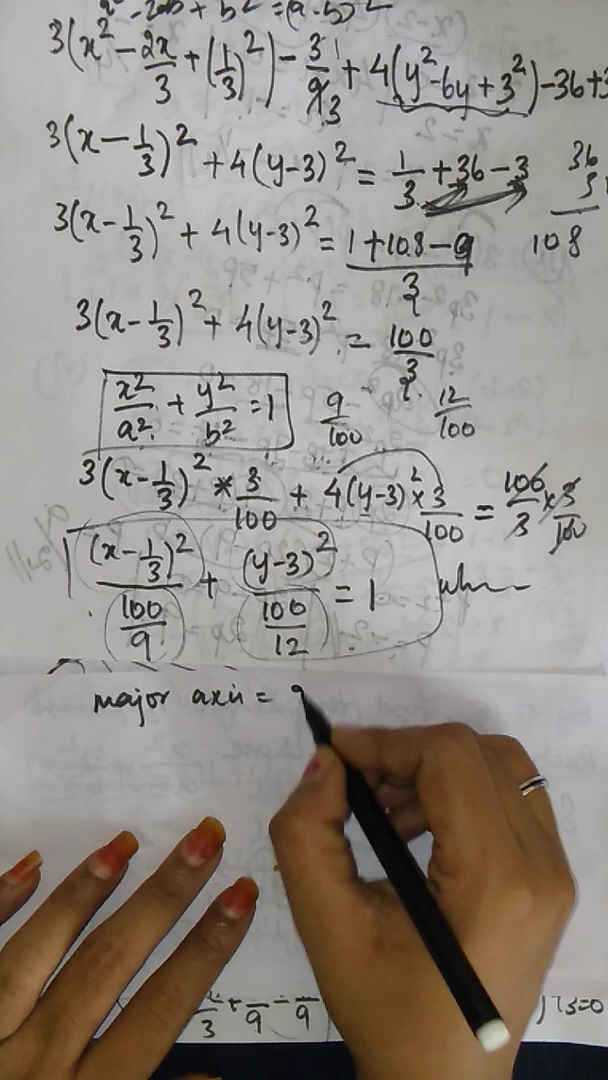 3(x² - 2x/3 + (1/3)²) - 3/9 1 3 + 4(y² - 6y + 3²) - 36 + 3
3(x - 1/3)² + 4(y - 3)² = 1/3 + 36 - 3
36
3
108
3(x - 1/3)² + 4(y - 3)² = (1 + 108 - 9)/3
3(x - 1/3)² + 4(y - 3)² = 100/3
x²/a² + y²/b² = 1
9/100
12/100
3(x - 1/3)² * 3/100 + 4(y - 3)² × 3/100 = 100/3 × 3/100
(x - 1/3)²/(100/9) + (y - 3)²/(100/12) = 1
major axis =